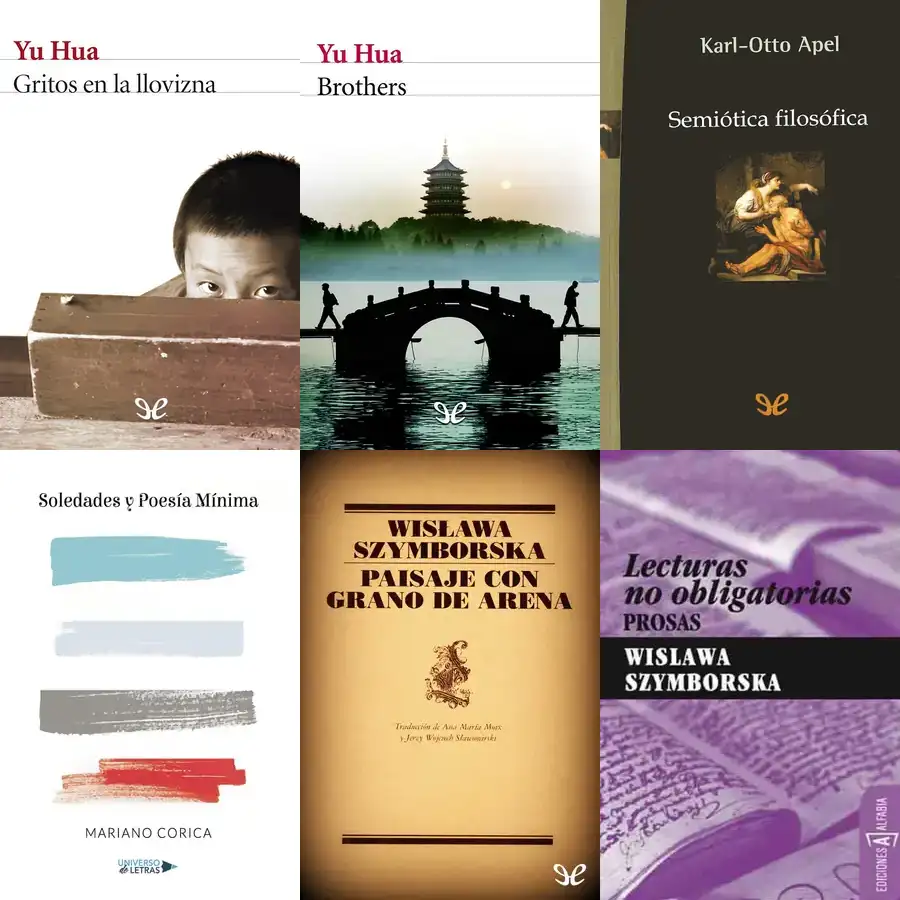 Yu Hua
Gritos en la llovizna
Yu Hua
Brothers
Karl-Otto Apel
Semiótica filosófica
Soledades y Poesía Mínima
MARIANO CORICA
UNIVERSO
de LETRAS
WISŁAWA
SZYMBORSKA
PAISAJE CON
GRANO DE ARENA
Traducción de Ana María Moix
y Jerzy Wojciech Sławomirski
Lecturas
no obligatorias
PROSAS
WISLAWA
SZYMBORSKA
EDICIONES ALFABIA